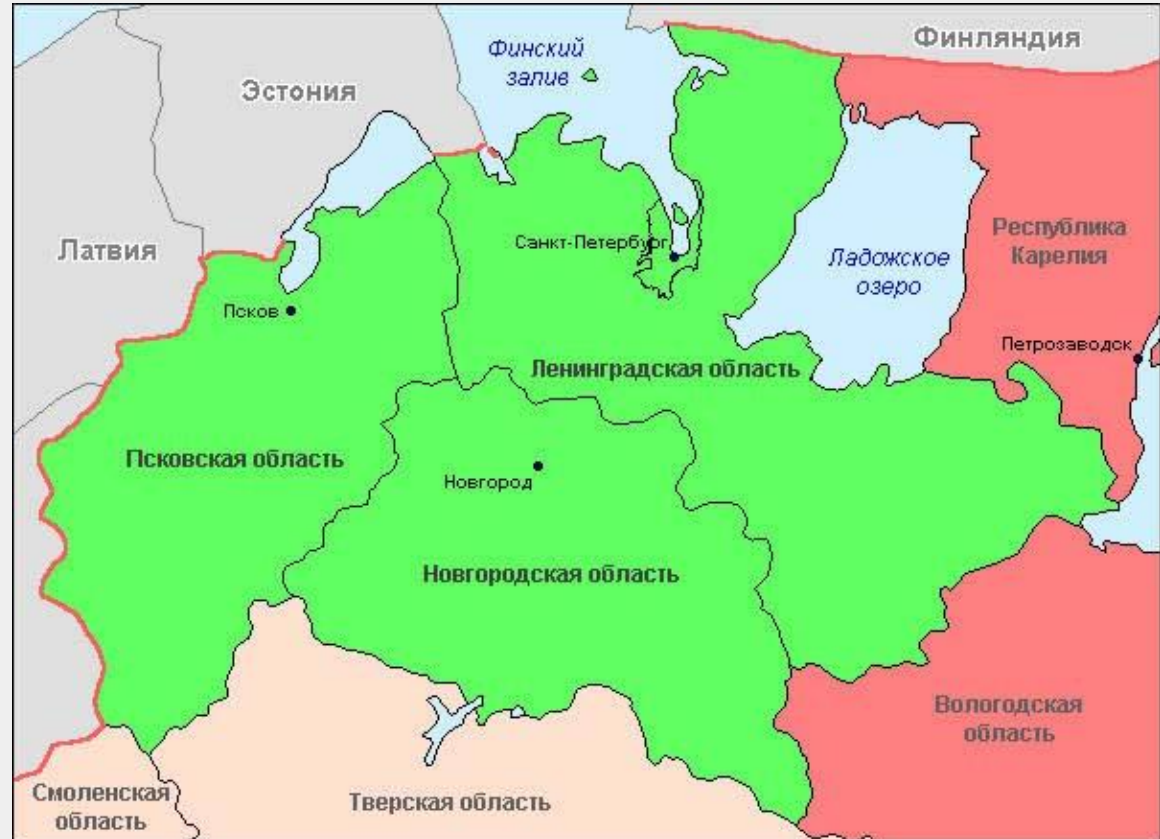 Финляндия
Финский
залив
Эстония
Республика
Карелия
Санкт-Петербург
Латвия
Ладожское
озеро
Псков
Петрозаводск
Ленинградская область
Псковская область
Новгород
Новгородская область
Вологодская
область
Смоленская
область
Тверская область